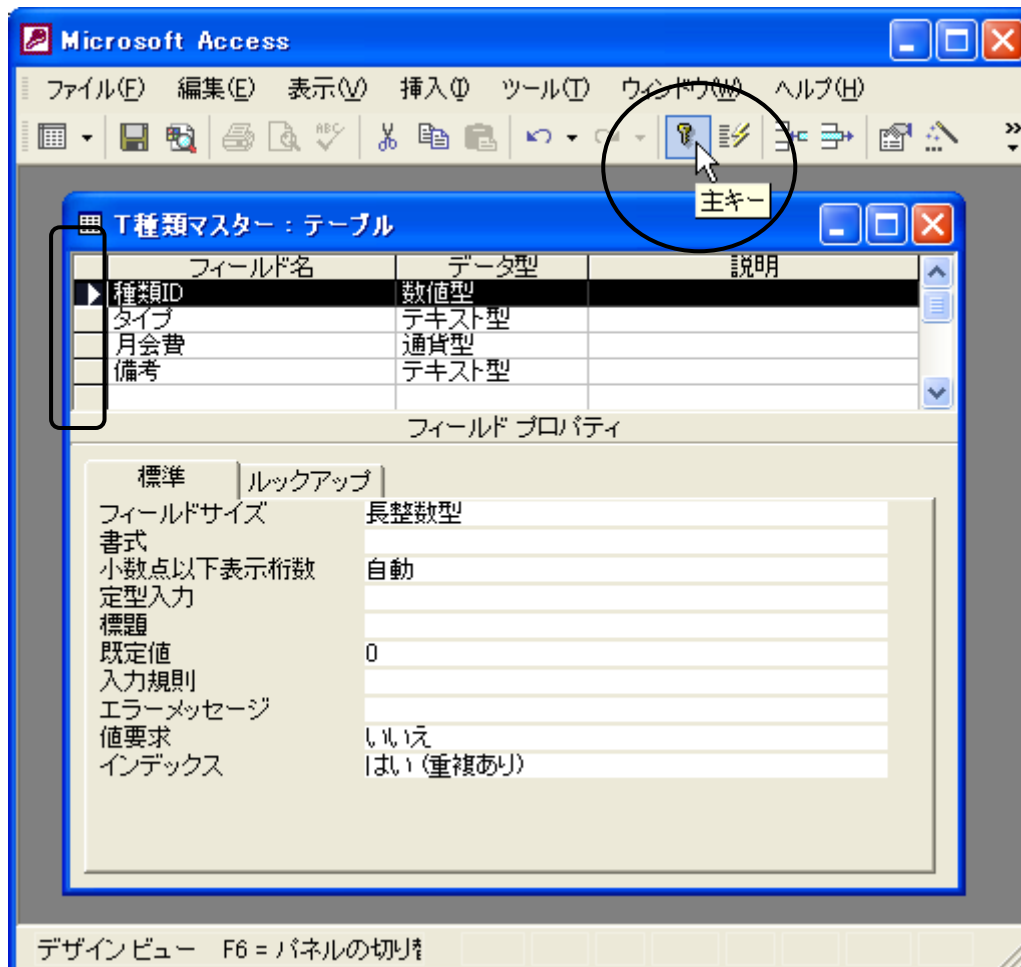 Microsoft Access
ファイル(F) 編集(E) 表示(V) 挿入(I) ツール(T) ウィンドウ(W) ヘルプ(H)
ABC
主キー
T種類マスター : テーブル
フィールド名 データ型 説明
種類ID 数値型
タイプ テキスト型
月会費 通貨型
備考 テキスト型
フィールド プロパティ
標準 ルックアップ
フィールドサイズ 長整数型
書式
小数点以下表示桁数 自動
定型入力
標題
既定値 0
入力規則
エラーメッセージ
値要求 いいえ
インデックス はい (重複あり)
デザイン ビュー F6 = パネルの切り